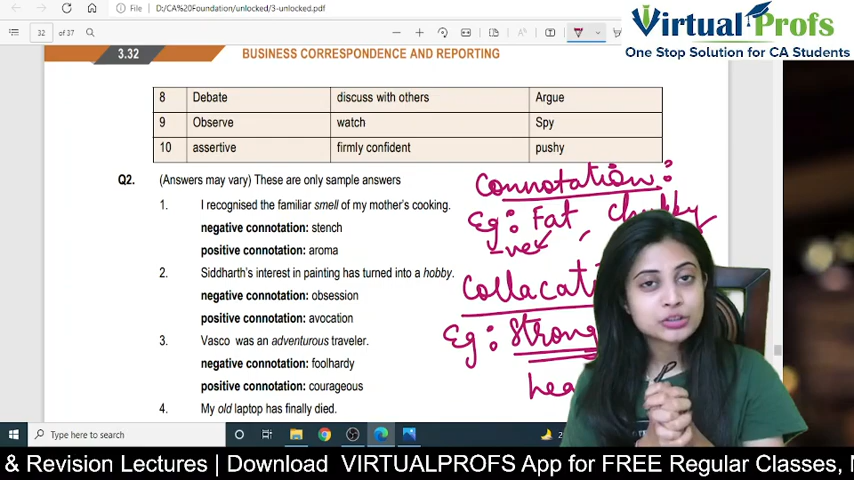 32 of 37
File D:/CA%20Foundation/unlocked/3-unlocked.pdf
Virtual Profs
One Stop Solution for CA Students
3.32 BUSINESS CORRESPONDENCE AND REPORTING
8 Debate discuss with others Argue
9 Observe watch Spy
10 assertive firmly confident pushy
Q2. (Answers may vary) These are only sample answers
1. I recognised the familiar smell of my mother's cooking.
negative connotation: stench
positive connotation: aroma
2. Siddharth's interest in painting has turned into a hobby.
negative connotation: obsession
positive connotation: avocation
3. Vasco was an adventurous traveler.
negative connotation: foolhardy
positive connotation: courageous
4. My old laptop has finally died.
Connotation:
Eg: Fat, Chubby
-ve
Collacati
Eg: Strong
hea
Type here to search
& Revision Lectures | Download VIRTUALPROFS App for FREE Regular Classes,